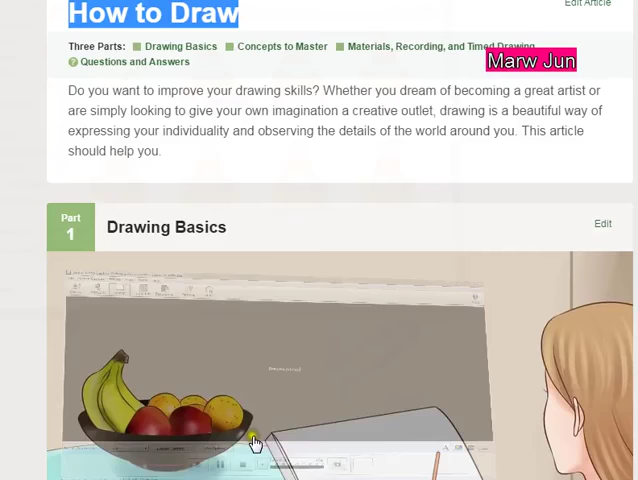 How to Draw
Edit Article
Three Parts: Drawing Basics Concepts to Master Materials, Recording, and Timed Drawing
Questions and Answers
Marw Jun
Do you want to improve your drawing skills? Whether you dream of becoming a great artist or
are simply looking to give your own imagination a creative outlet, drawing is a beautiful way of
expressing your individuality and observing the details of the world around you. This article
should help you.
Part
1
Drawing Basics
Edit